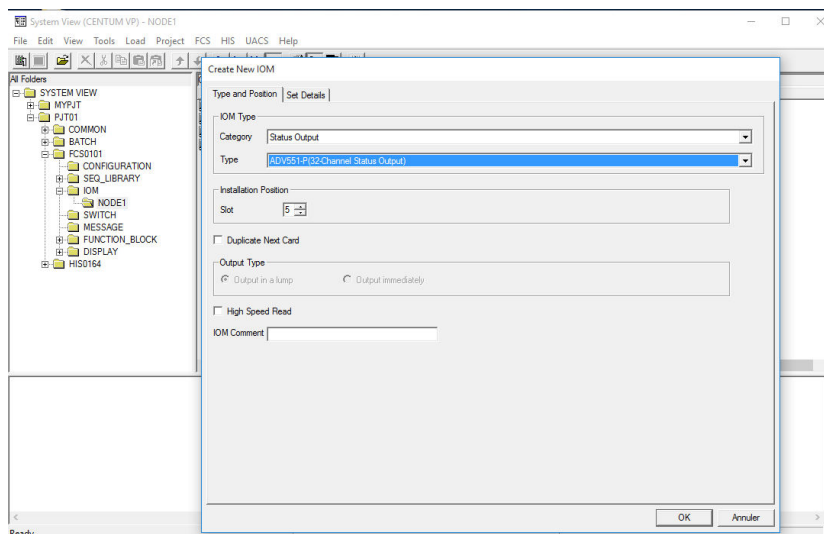 System View (CENTUM VP) - NODE1
File Edit View Tools Load Project FCS HIS UACS Help
All Folders
SYSTEM VIEW
MYPJT
PJT01
COMMON
BATCH
FCS0101
CONFIGURATION
SEQ_LIBRARY
IOM
NODE1
SWITCH
MESSAGE
FUNCTION_BLOCK
DISPLAY
HIS0164
Create New IOM
Type and Position Set Details
IOM Type
Category Status Output
Type ADV551-P(32-Channel Status Output)
Installation Position
Slot 5
Duplicate Next Card
Output Type
Output in a lump Output immediately
High Speed Read
IOM Comment
OK Annuler
Ready